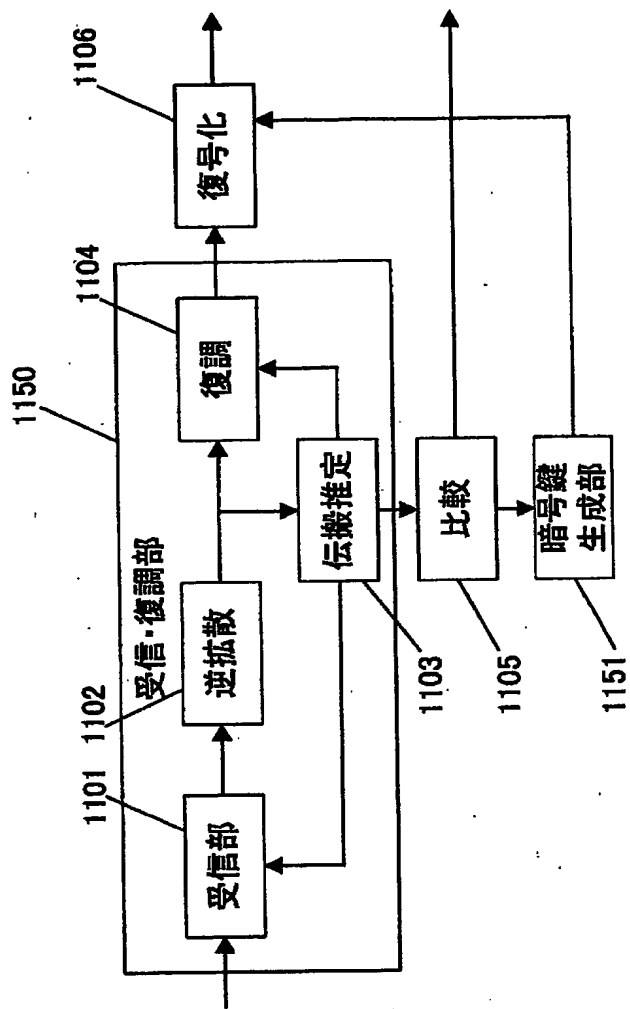 1150
受信・復調部
1101
受信部
1102
逆拡散
1104
復調
1106
復号化
伝搬推定
1103
比較
1105
暗号鍵
生成部
1151